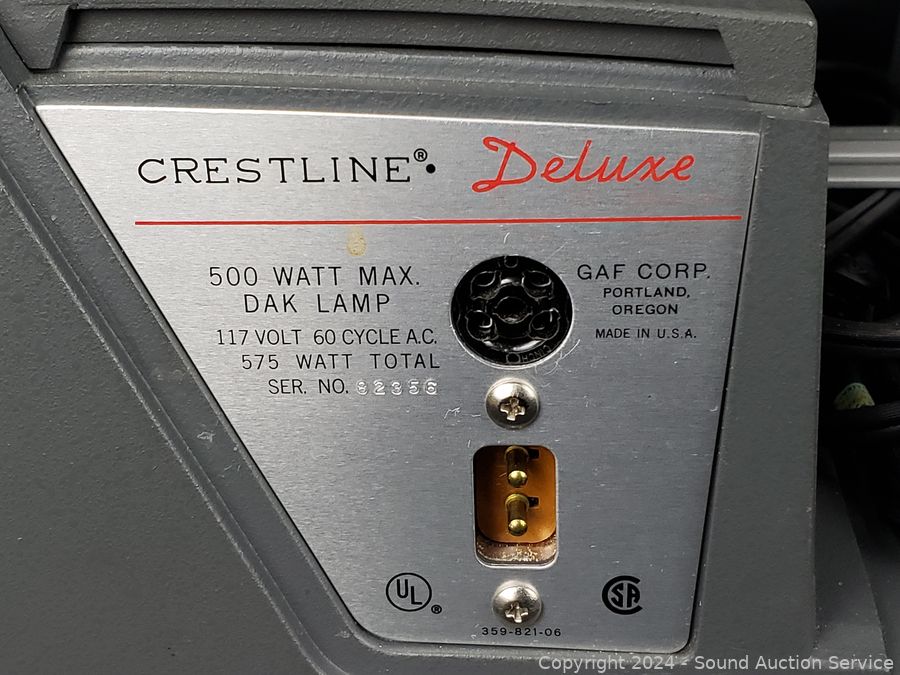 CRESTLINE®• Deluxe
500 WATT MAX.
DAK LAMP
117 VOLT 60 CYCLE A.C.
575 WATT TOTAL
SER. NO. 92356
GAF CORP.
PORTLAND,
OREGON
MADE IN U.S.A.
UL®
SA
359-821-06
Copyright 2024 - Sound Auction Service